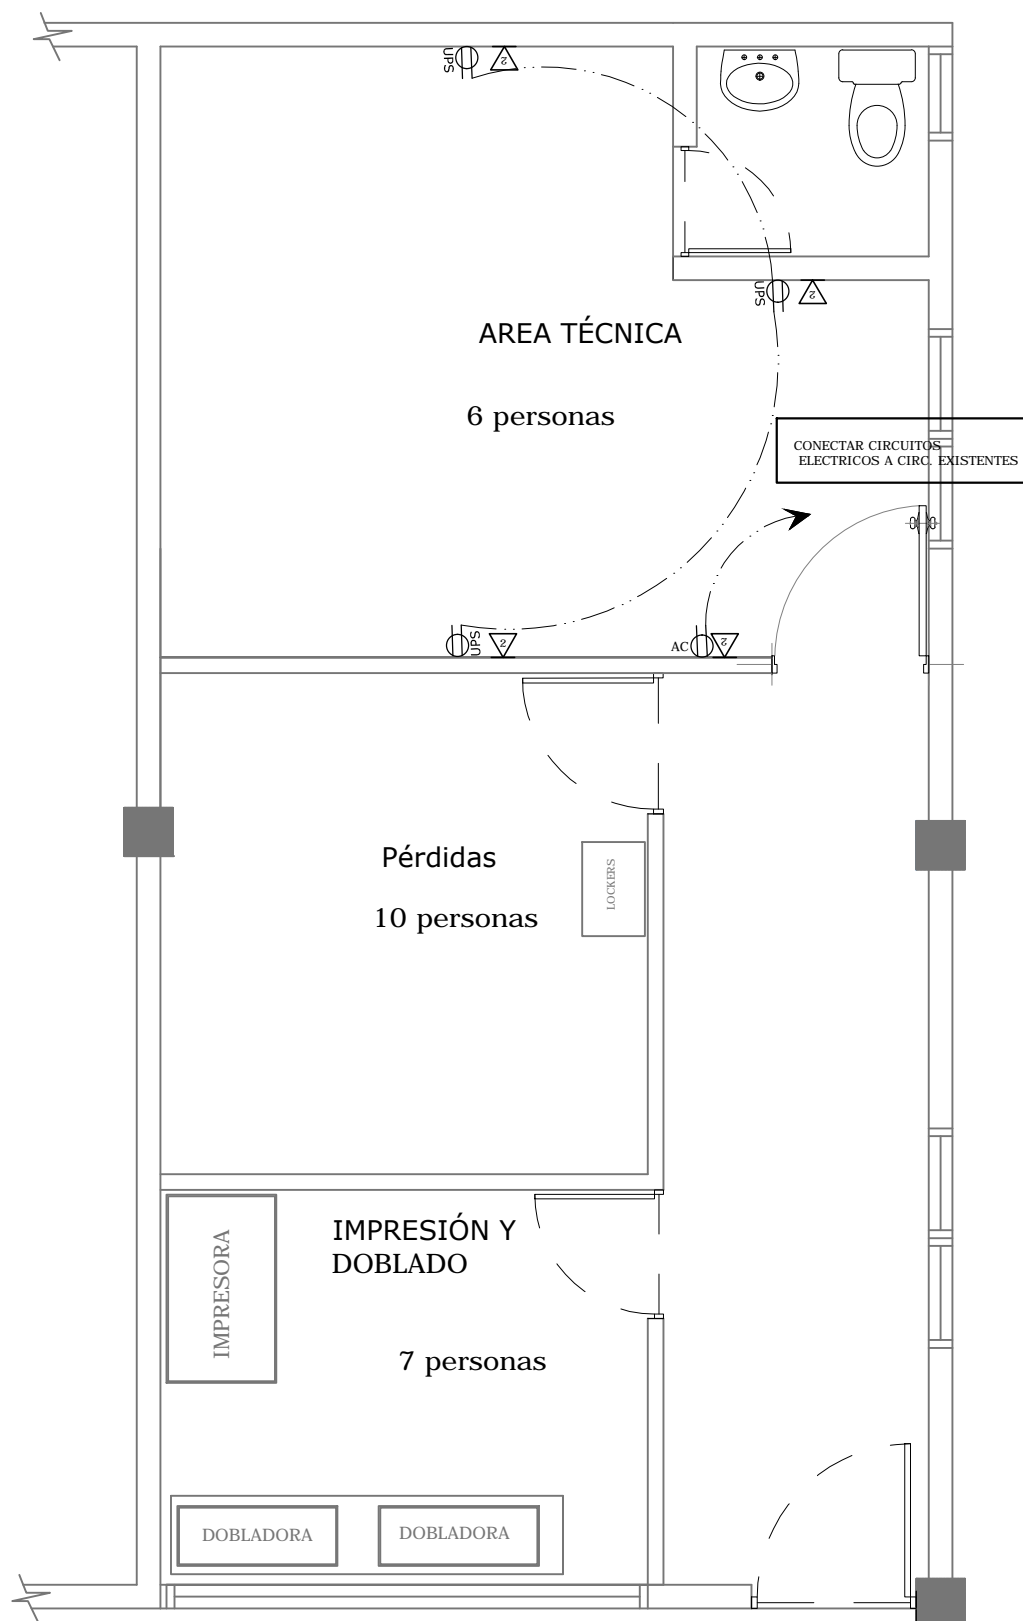 UPS
2
UPS
2
AREA TÉCNICA
6 personas
CONECTAR CIRCUITOS
ELECTRICOS A CIRC. EXISTENTES
UPS
2
AC
2
Pérdidas
LOCKERS
10 personas
IMPRESIÓN Y
DOBLADO
IMPRESORA
7 personas
DOBLADORA
DOBLADORA